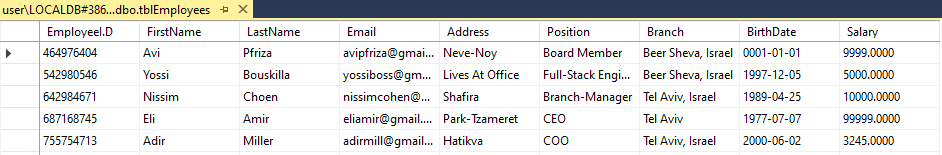 user\LOCALDB#386...dbo.tblEmployees
EmployeeI.D FirstName LastName Email Address Position Branch BirthDate Salary
464976404 Avi Pfriza avipfriza@gmai... Neve-Noy Board Member Beer Sheva, Israel 0001-01-01 9999.0000
542980546 Yossi Bouskilla yossiboss@gm... Lives At Office Full-Stack Engi... Beer Sheva, Israel 1997-12-05 5000.0000
642984671 Nissim Choen nissimcohen@... Shafira Branch-Manager Tel Aviv, Israel 1989-04-25 10000.0000
687168745 Eli Amir eliamir@gmail.... Park-Tzameret CEO Tel Aviv, Israel 1977-07-07 99999.0000
755754713 Adir Miller adirmill@gmai... Hatikva COO Tel Aviv, Israel 2000-06-02 3245.0000